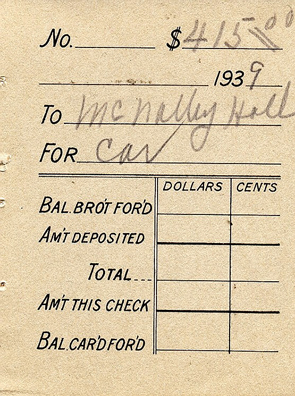 No. $415.00
1939
To McNalley Holl
For car
DOLLARS CENTS
BAL. BRO'T FOR'D
AM'T DEPOSITED
TOTAL
AM'T THIS CHECK
BAL. CAR'D FOR'D